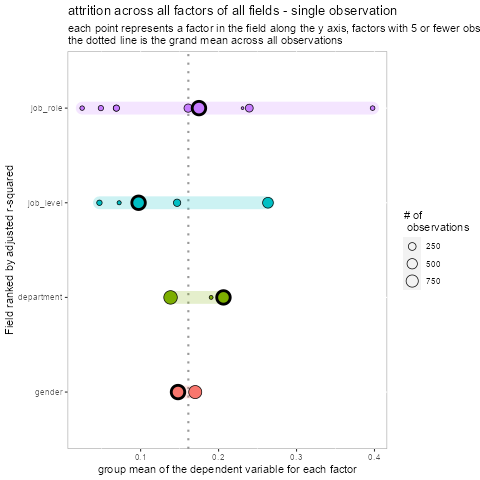 attrition across all factors of all fields - single observation
each point represents a factor in the field along the y axis, factors with 5 or fewer obs
the dotted line is the grand mean across all observations
Field ranked by adjusted r-squared
job_role
job_level
department
gender
0.1 0.2 0.3 0.4
group mean of the dependent variable for each factor
# of
observations
250
500
750